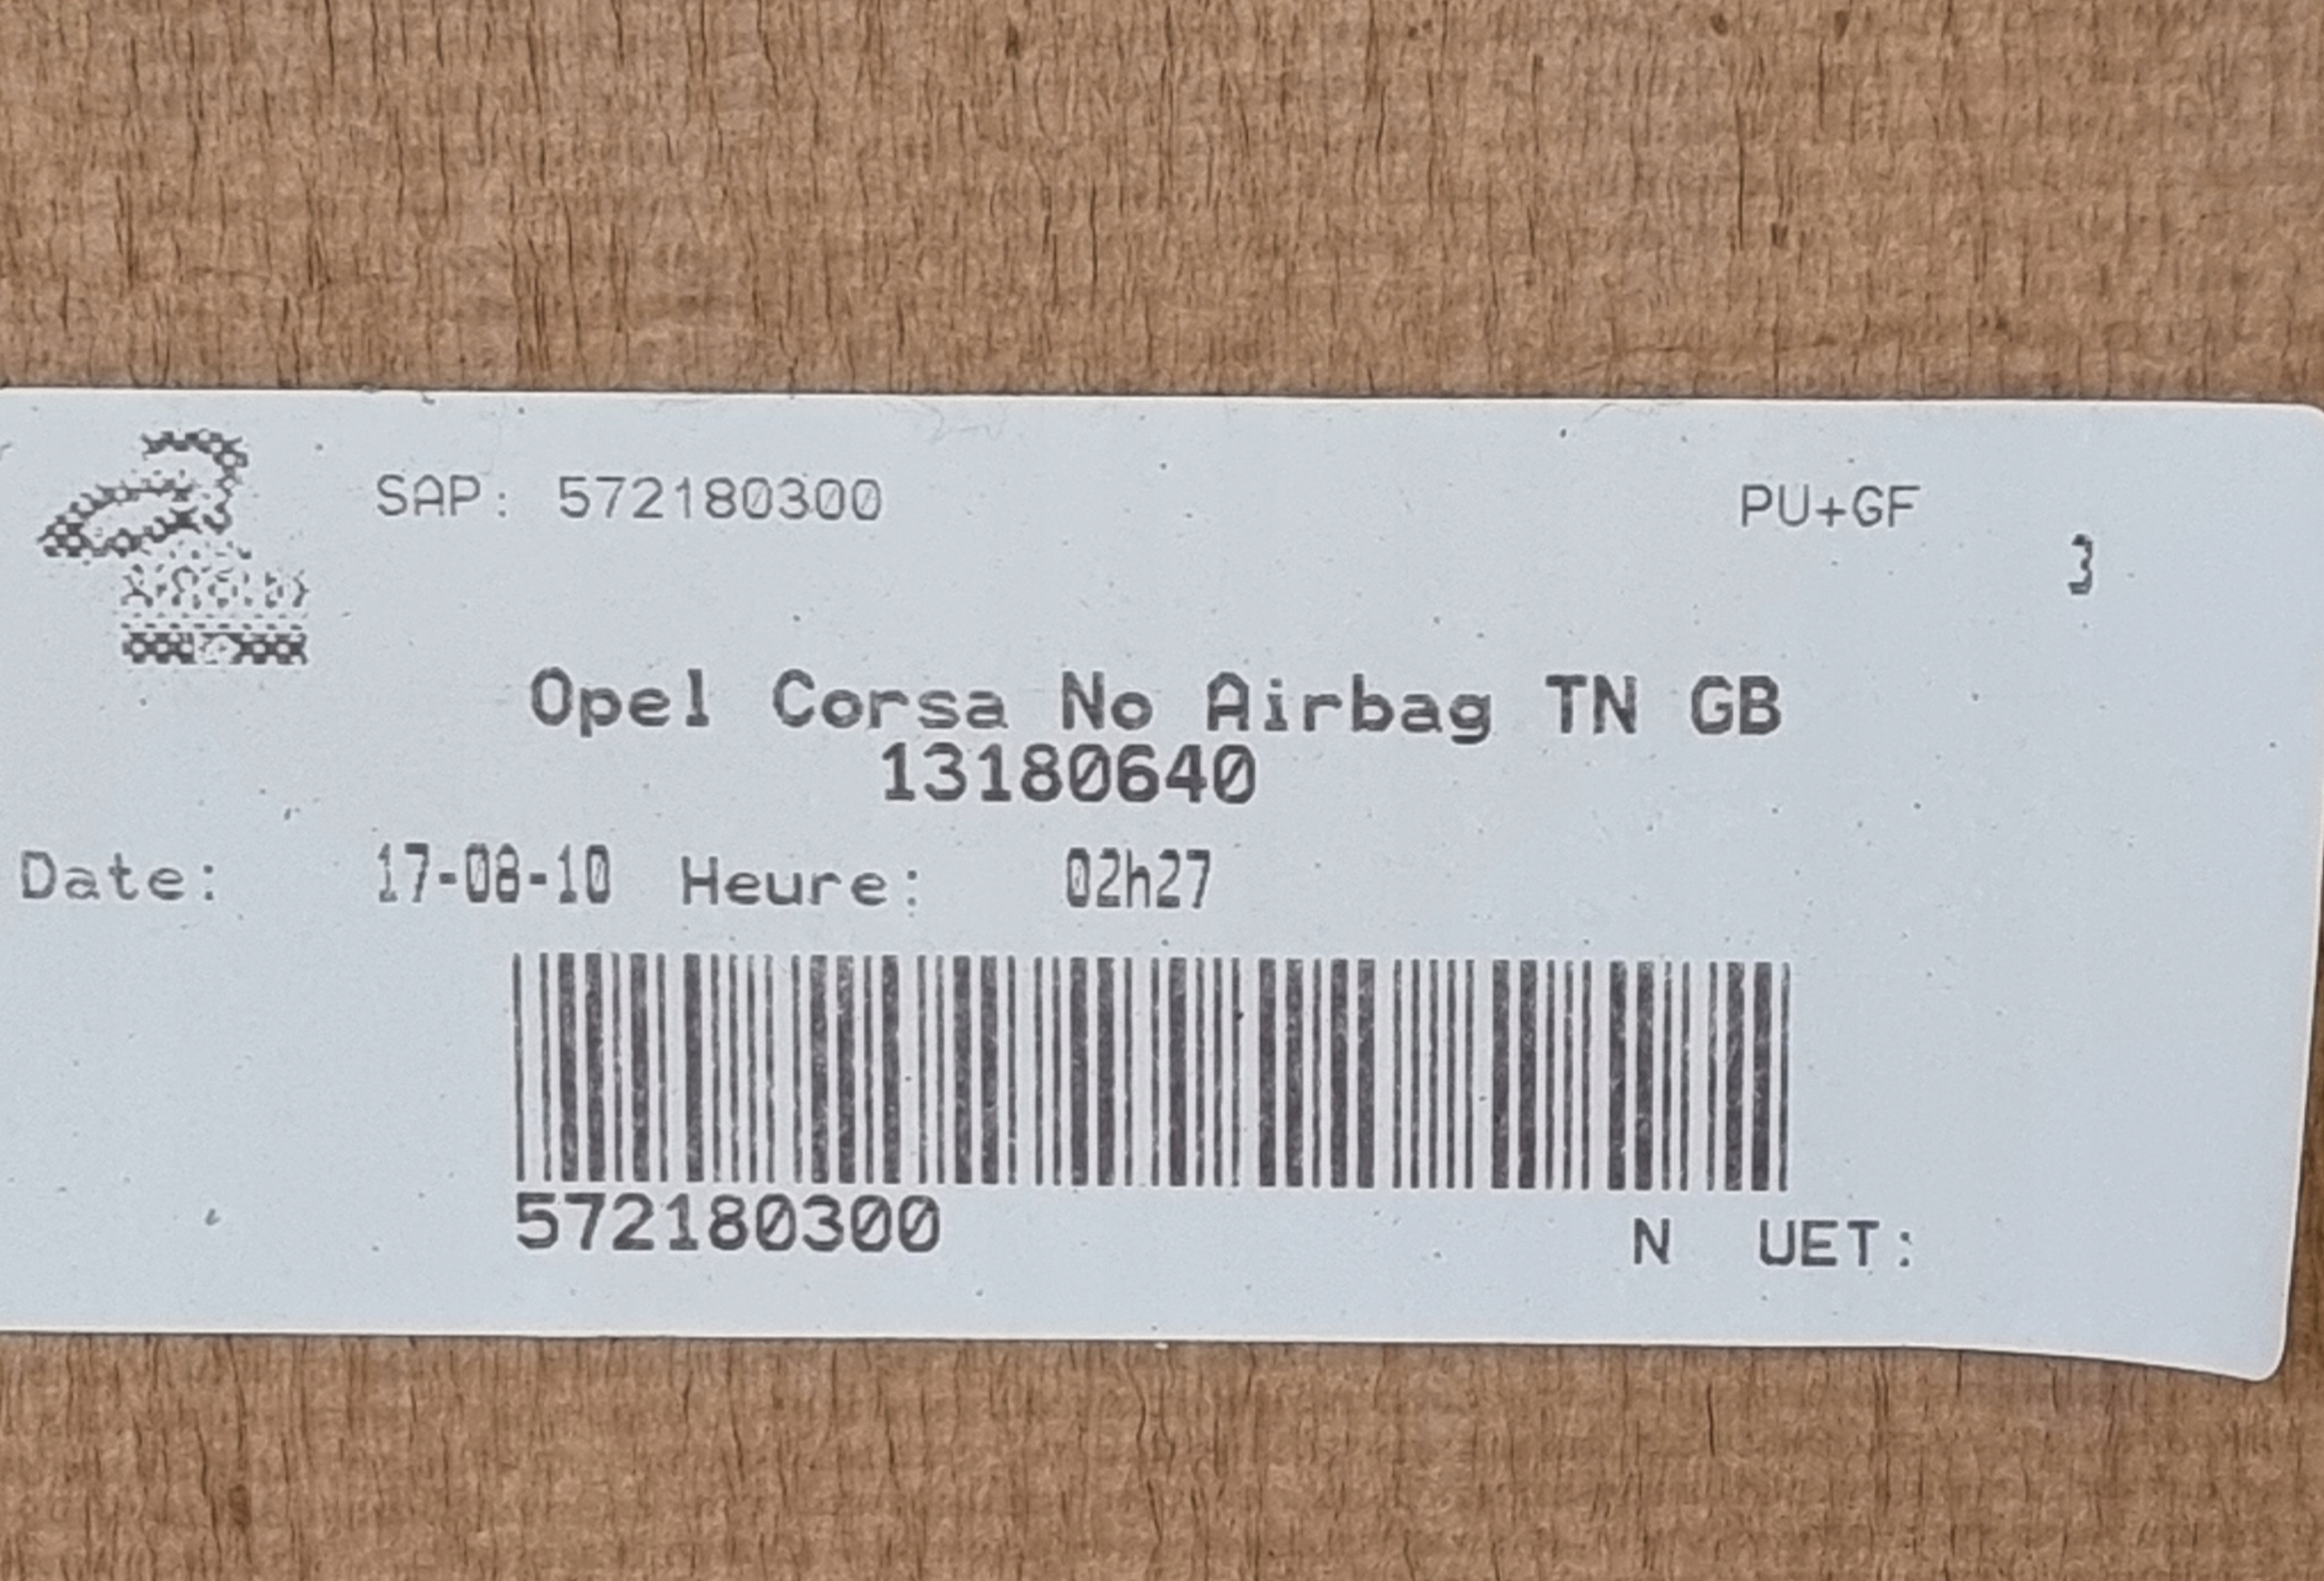 SAP: 572180300
PU+GF
3
Opel Corsa No Airbag TN GB
13180640
Date: 17-08-10 Heure: 02h27
572180300
N UET: